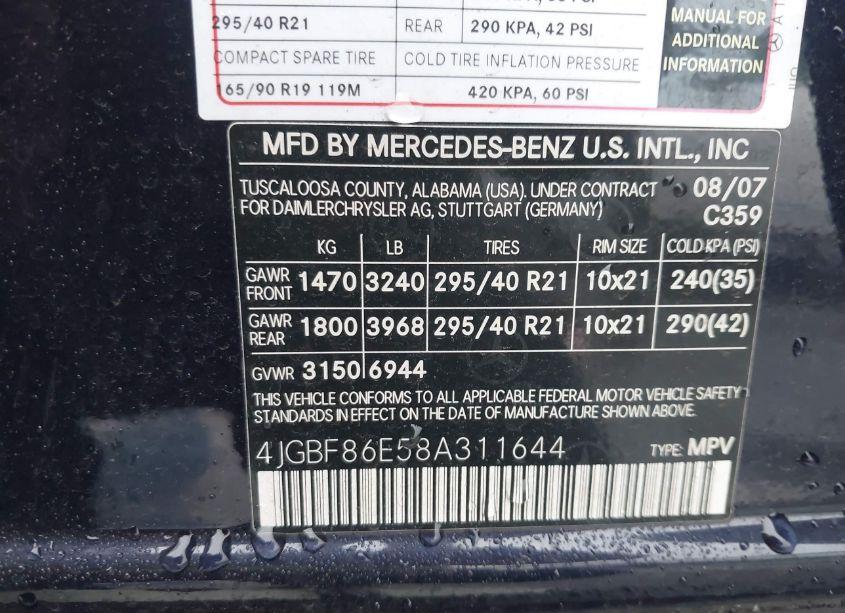 295/40 R21 REAR 290 KPA, 42 PSI
COMPACT SPARE TIRE COLD TIRE INFLATION PRESSURE
165/90 R19 119M 420 KPA, 60 PSI
MANUAL FOR
ADDITIONAL
INFORMATION
MFD BY MERCEDES-BENZ U.S. INTL., INC
TUSCALOOSA COUNTY, ALABAMA (USA). UNDER CONTRACT 08/07
FOR DAIMLERCHRYSLER AG, STUTTGART (GERMANY) C359
KG LB TIRES RIM SIZE COLD KPA (PSI)
GAWR
FRONT 1470 3240 295/40 R21 10x21 240(35)
GAWR
REAR 1800 3968 295/40 R21 10x21 290(42)
GVWR 3150 6944
THIS VEHICLE CONFORMS TO ALL APPLICABLE FEDERAL MOTOR VEHICLE SAFETY
STANDARDS IN EFFECT ON THE DATE OF MANUFACTURE SHOWN ABOVE.
4JGBF86E58A311644 TYPE: MPV